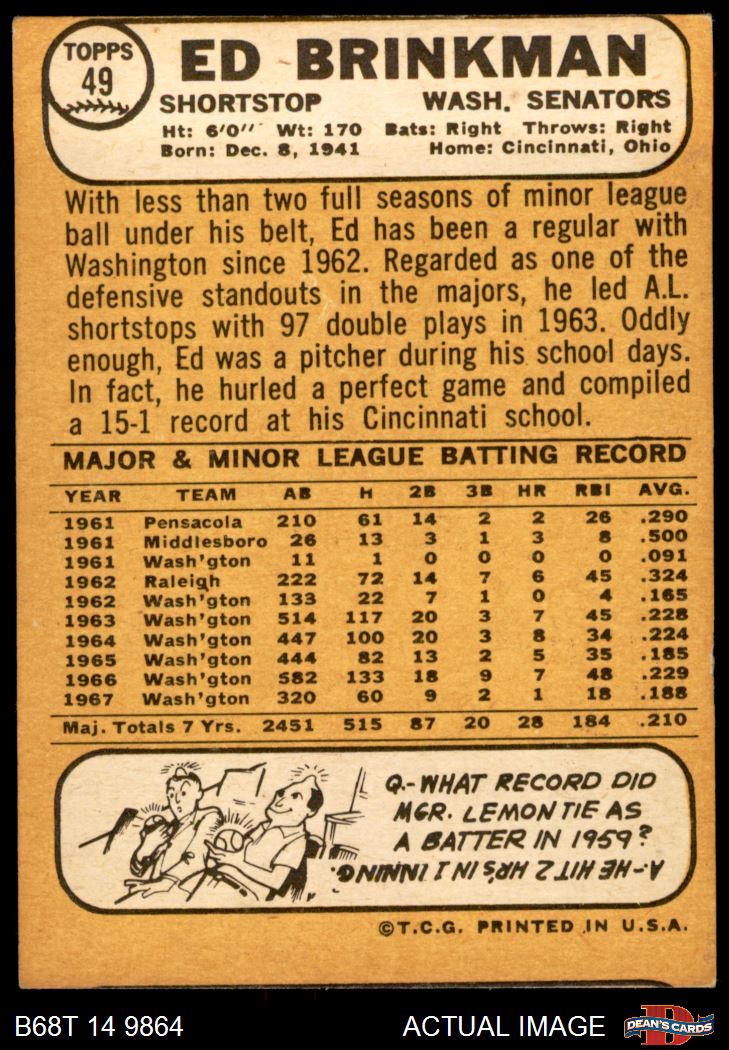 TOPPS
49
ED BRINKMAN
SHORTSTOP WASH. SENATORS
Ht: 6'0" Wt: 170 Bats: Right Throws: Right
Born: Dec. 8, 1941 Home: Cincinnati, Ohio
With less than two full seasons of minor league
ball under his belt, Ed has been a regular with
Washington since 1962. Regarded as one of the
defensive standouts in the majors, he led A.L.
shortstops with 97 double plays in 1963. Oddly
enough, Ed was a pitcher during his school days.
In fact, he hurled a perfect game and compiled
a 15-1 record at his Cincinnati school.
MAJOR & MINOR LEAGUE BATTING RECORD
YEAR TEAM AB H 2B 3B HR RBI AVG.
1961 Pensacola 210 61 14 2 2 26 .290
1961 Middlesboro 26 13 3 1 3 8 .500
1961 Wash'gton 11 1 0 0 0 0 .091
1962 Raleigh 222 72 14 7 6 45 .324
1962 Wash'gton 133 22 7 1 0 4 .165
1963 Wash'gton 514 117 20 3 7 45 .228
1964 Wash'gton 447 100 20 3 8 34 .224
1965 Wash'gton 444 82 13 2 5 35 .185
1966 Wash'gton 582 133 18 9 7 48 .229
1967 Wash'gton 320 60 9 2 1 18 .188
Maj. Totals 7 Yrs. 2451 515 87 20 28 184 .210
Q.-WHAT RECORD DID
MGR. LEMON TIE AS
A BATTER IN 1959?
A-HE HIT 2 HR'S IN 1 INNING.
©T.C.G. PRINTED IN U.S.A.
B68T 14 9864 ACTUAL IMAGE
D
DEAN'S CARDS